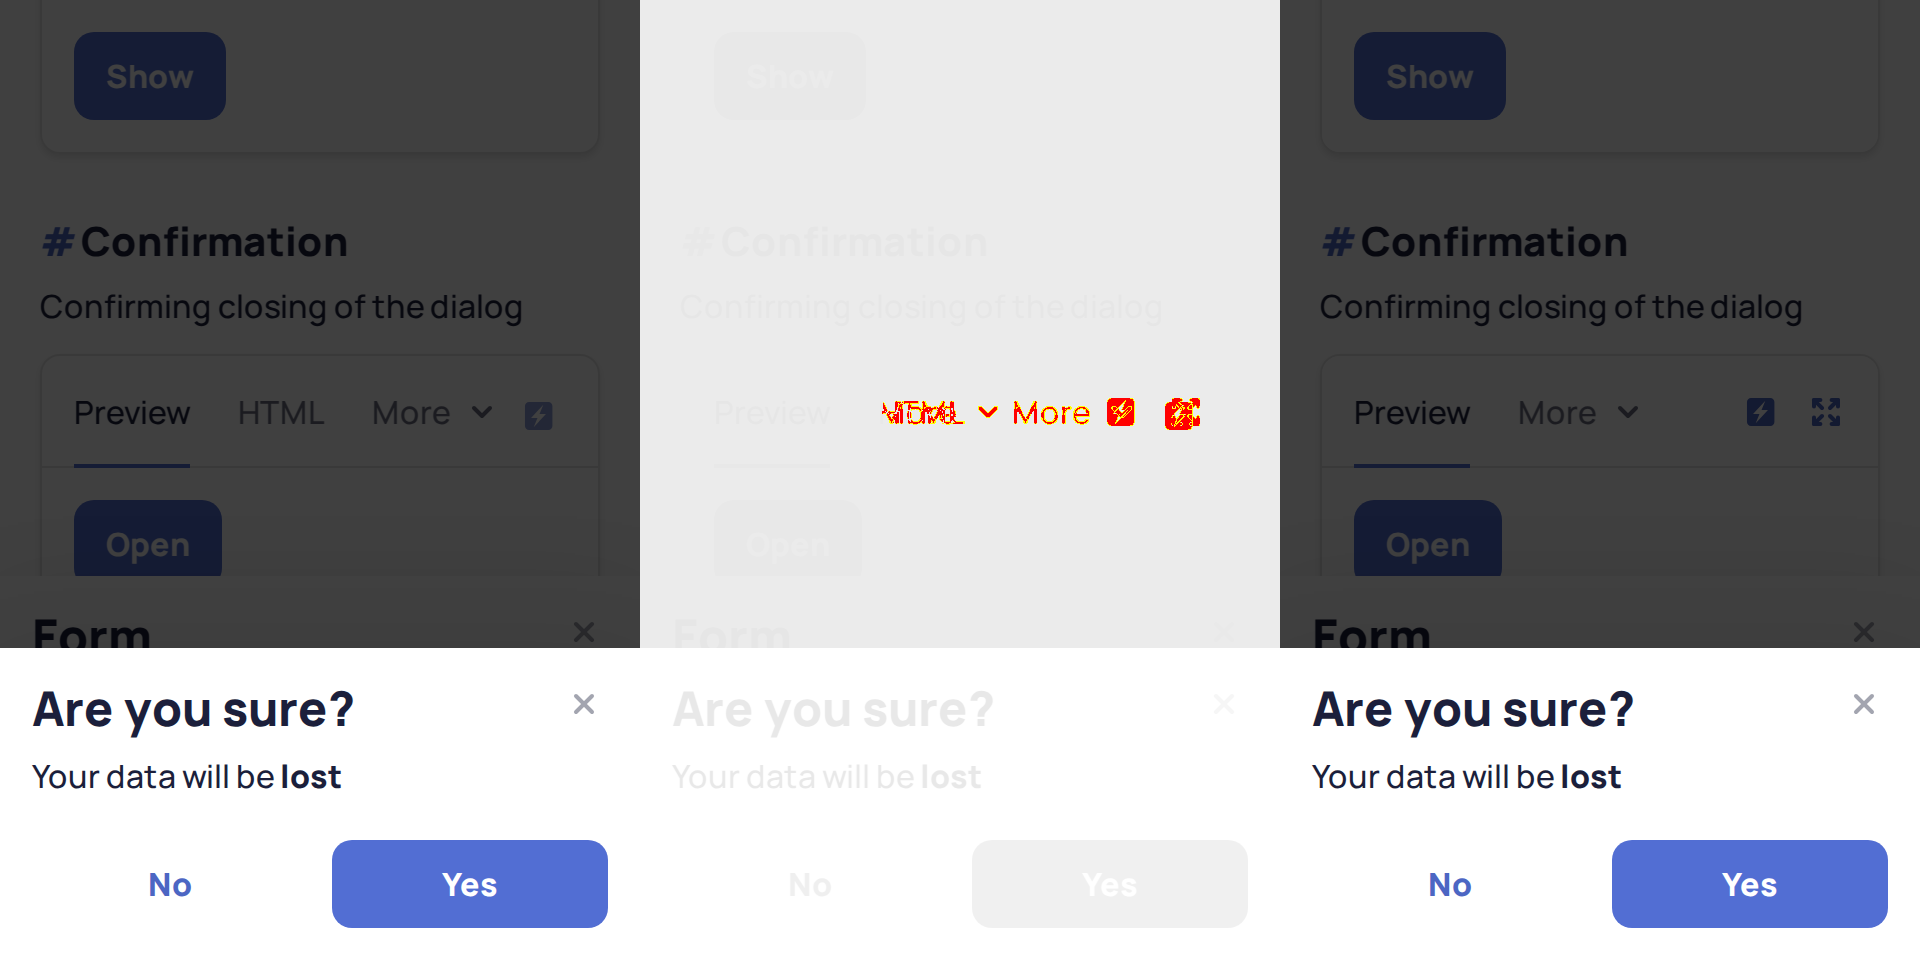 Show
#Confirmation
Confirming closing of the dialog
Preview HTML More
Open
Form
Are you sure?
Your data will be lost
No Yes
Show
#Confirmation
Confirming closing of the dialog
Preview More
Open
Form
Are you sure?
Your data will be lost
No Yes
Show
#Confirmation
Confirming closing of the dialog
Preview More
Open
Form
Are you sure?
Your data will be lost
No Yes